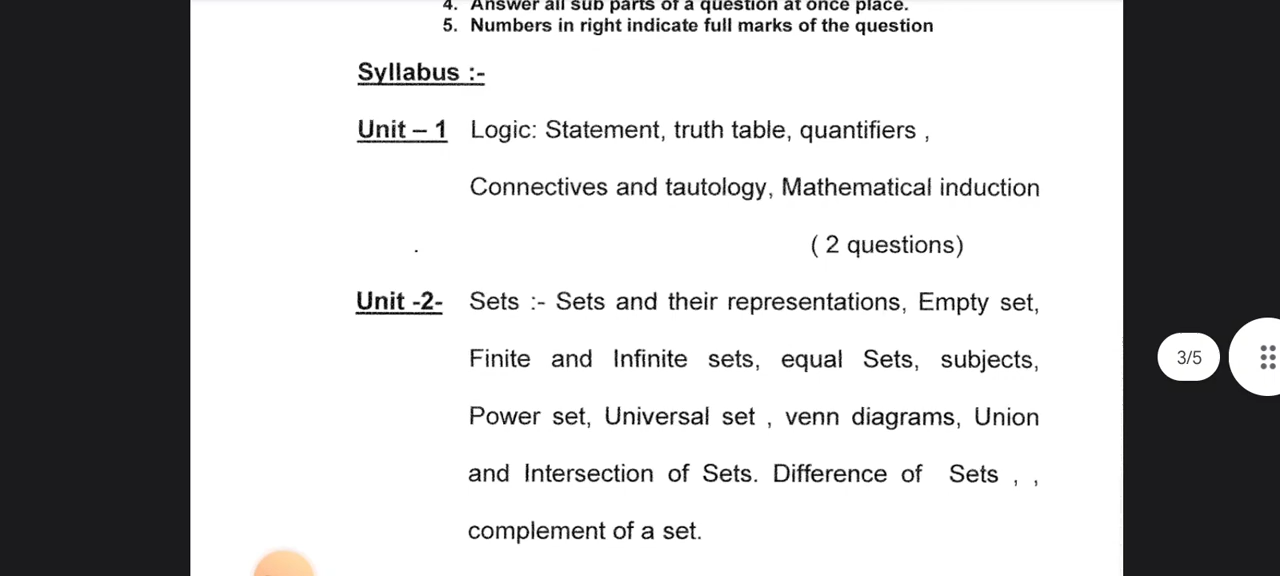 4. Answer all sub parts of a question at once place.
5. Numbers in right indicate full marks of the question
Syllabus :-
Unit – 1 Logic: Statement, truth table, quantifiers ,
Connectives and tautology, Mathematical induction
( 2 questions)
Unit -2- Sets :- Sets and their representations, Empty set,
Finite and Infinite sets, equal Sets, subjects,
Power set, Universal set , venn diagrams, Union
and Intersection of Sets. Difference of Sets , ,
complement of a set.
3/5